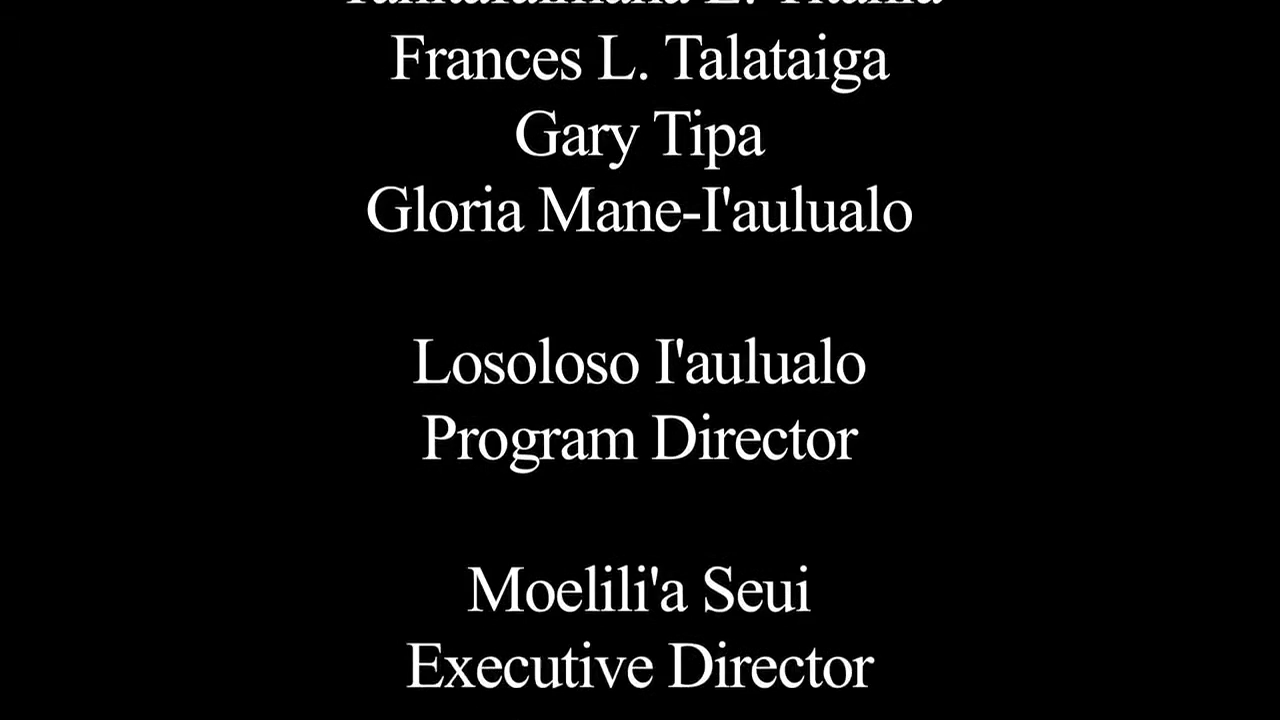 Frances L. Talataiga
Gary Tipa
Gloria Mane-I'aulualo
Losoloso I'aulualo
Program Director
Moelili'a Seui
Executive Director